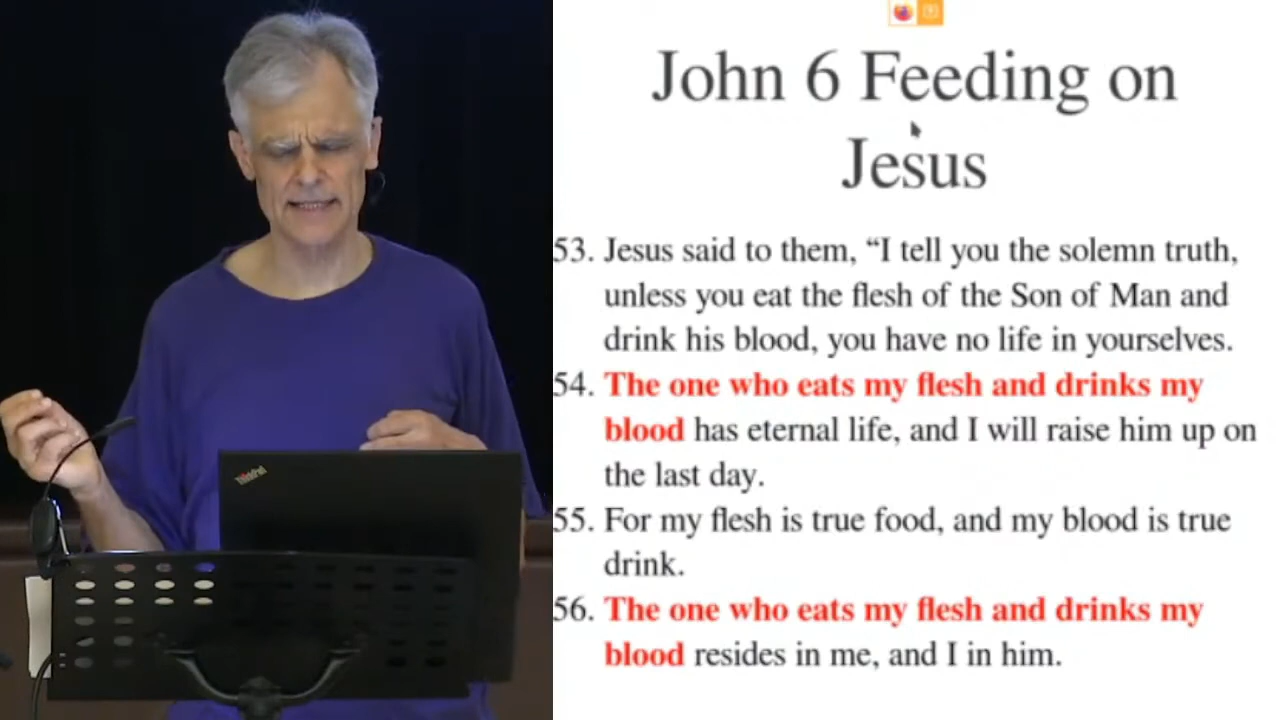 John 6 Feeding on
Jesus
53. Jesus said to them, “I tell you the solemn truth,
unless you eat the flesh of the Son of Man and
drink his blood, you have no life in yourselves.
54. The one who eats my flesh and drinks my
blood has eternal life, and I will raise him up on
the last day.
55. For my flesh is true food, and my blood is true
drink.
56. The one who eats my flesh and drinks my
blood resides in me, and I in him.
ThinkPad